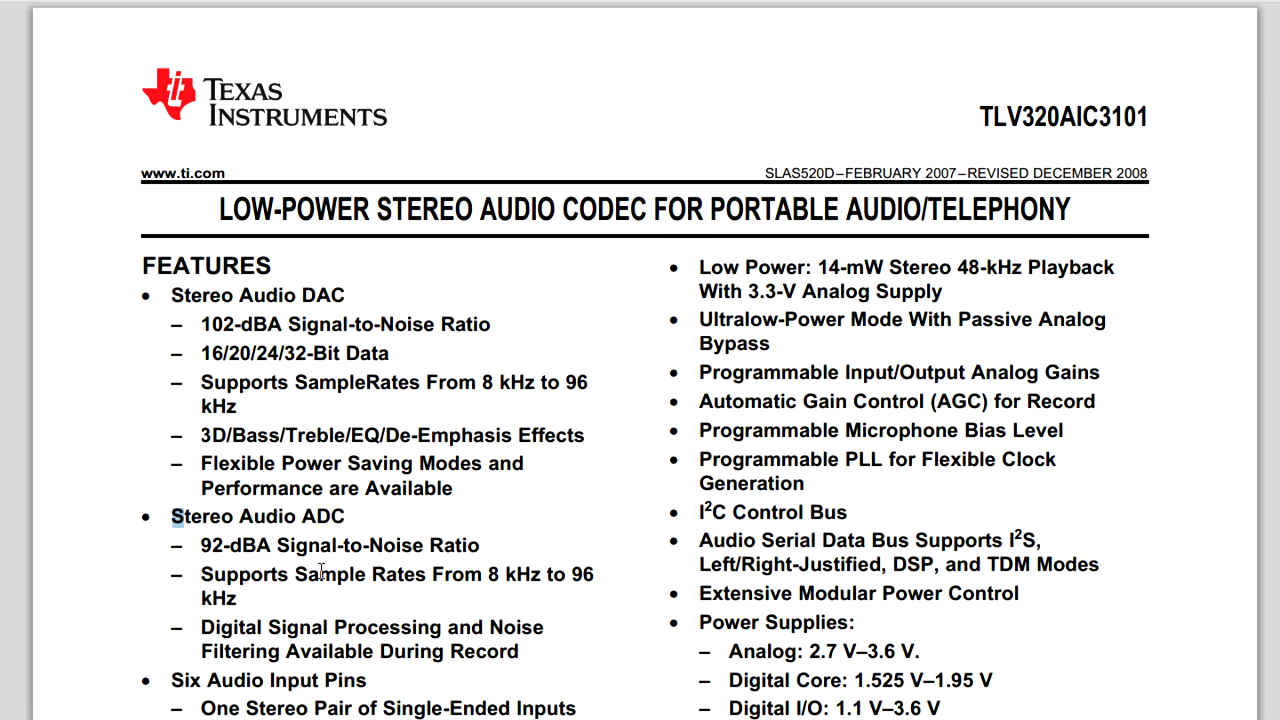 TEXAS
INSTRUMENTS
TLV320AIC3101
www.ti.com
SLAS520D–FEBRUARY 2007–REVISED DECEMBER 2008
LOW-POWER STEREO AUDIO CODEC FOR PORTABLE AUDIO/TELEPHONY
FEATURES
• Stereo Audio DAC
– 102-dBA Signal-to-Noise Ratio
– 16/20/24/32-Bit Data
– Supports SampleRates From 8 kHz to 96
kHz
– 3D/Bass/Treble/EQ/De-Emphasis Effects
– Flexible Power Saving Modes and
Performance are Available
• Stereo Audio ADC
– 92-dBA Signal-to-Noise Ratio
– Supports Sample Rates From 8 kHz to 96
kHz
– Digital Signal Processing and Noise
Filtering Available During Record
• Six Audio Input Pins
– One Stereo Pair of Single-Ended Inputs
• Low Power: 14-mW Stereo 48-kHz Playback
With 3.3-V Analog Supply
• Ultralow-Power Mode With Passive Analog
Bypass
• Programmable Input/Output Analog Gains
• Automatic Gain Control (AGC) for Record
• Programmable Microphone Bias Level
• Programmable PLL for Flexible Clock
Generation
• I²C Control Bus
• Audio Serial Data Bus Supports I²S,
Left/Right-Justified, DSP, and TDM Modes
• Extensive Modular Power Control
• Power Supplies:
– Analog: 2.7 V–3.6 V.
– Digital Core: 1.525 V–1.95 V
– Digital I/O: 1.1 V–3.6 V